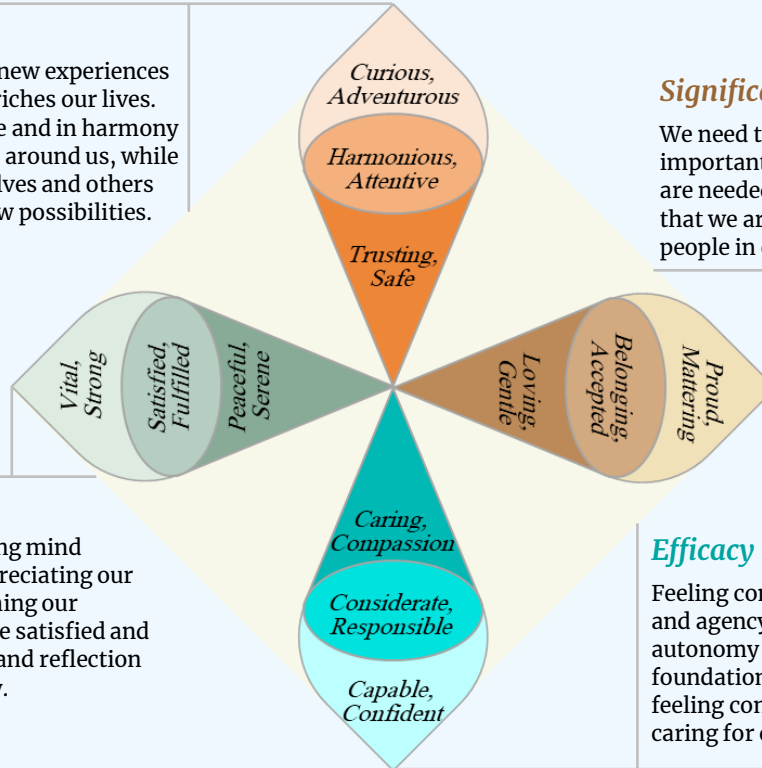 new experiences
riches our lives.
e and in harmony
around us, while
lves and others
w possibilities.
Curious,
Adventurous
Harmonious,
Attentive
Trusting,
Safe
Signific
We need t
important
are neede
that we ar
people in
Vital,
Strong
Satisfied,
Fulfilled
Peaceful,
Serene
Loving,
Gentle
Belonging,
Accepted
Proud,
Mattering
ng mind
reciating our
ning our
e satisfied and
and reflection
y.
Caring,
Compassion
Considerate,
Responsible
Capable,
Confident
Efficacy
Feeling co
and agency
autonomy
foundation
feeling con
caring for